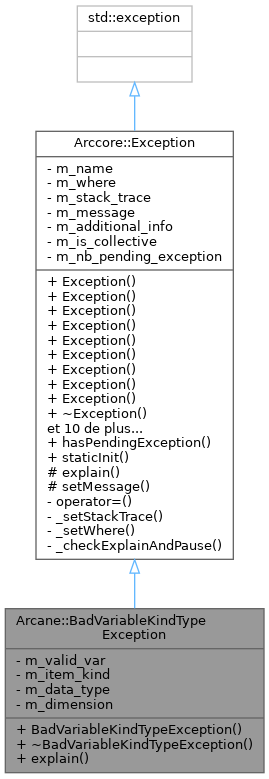 std::exception
Arccore::Exception
- m_name
- m_where
- m_stack_trace
- m_message
- m_additional_info
- m_is_collective
- m_nb_pending_exception
+ Exception()
+ Exception()
+ Exception()
+ Exception()
+ Exception()
+ Exception()
+ Exception()
+ Exception()
+ Exception()
+ ~Exception()
et 10 de plus...
+ hasPendingException()
+ staticInit()
# explain()
# setMessage()
- operator=()
- _setStackTrace()
- _setWhere()
- _checkExplainAndPause()
Arcane::BadVariableKindType
Exception
- m_valid_var
- m_item_kind
- m_data_type
- m_dimension
+ BadVariableKindTypeException()
+ ~BadVariableKindTypeException()
+ explain()